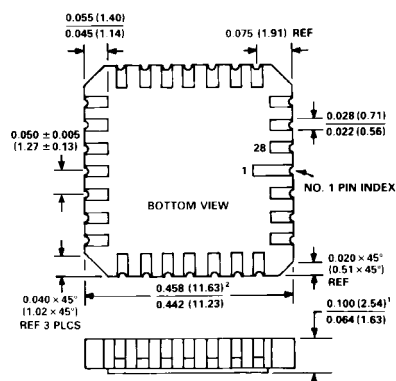 0.055 (1.40)
0.045 (1.14)
0.075 (1.91) REF
0.050 ± 0.005
(1.27 ± 0.13)
0.028 (0.71)
0.022 (0.56)
28
1
NO. 1 PIN INDEX
BOTTOM VIEW
0.040 × 45°
(1.02 × 45°)
REF 3 PLCS
0.458 (11.63)²
0.442 (11.23)
0.020 × 45°
(0.51 × 45°)
REF
0.100 (2.54)¹
0.064 (1.63)